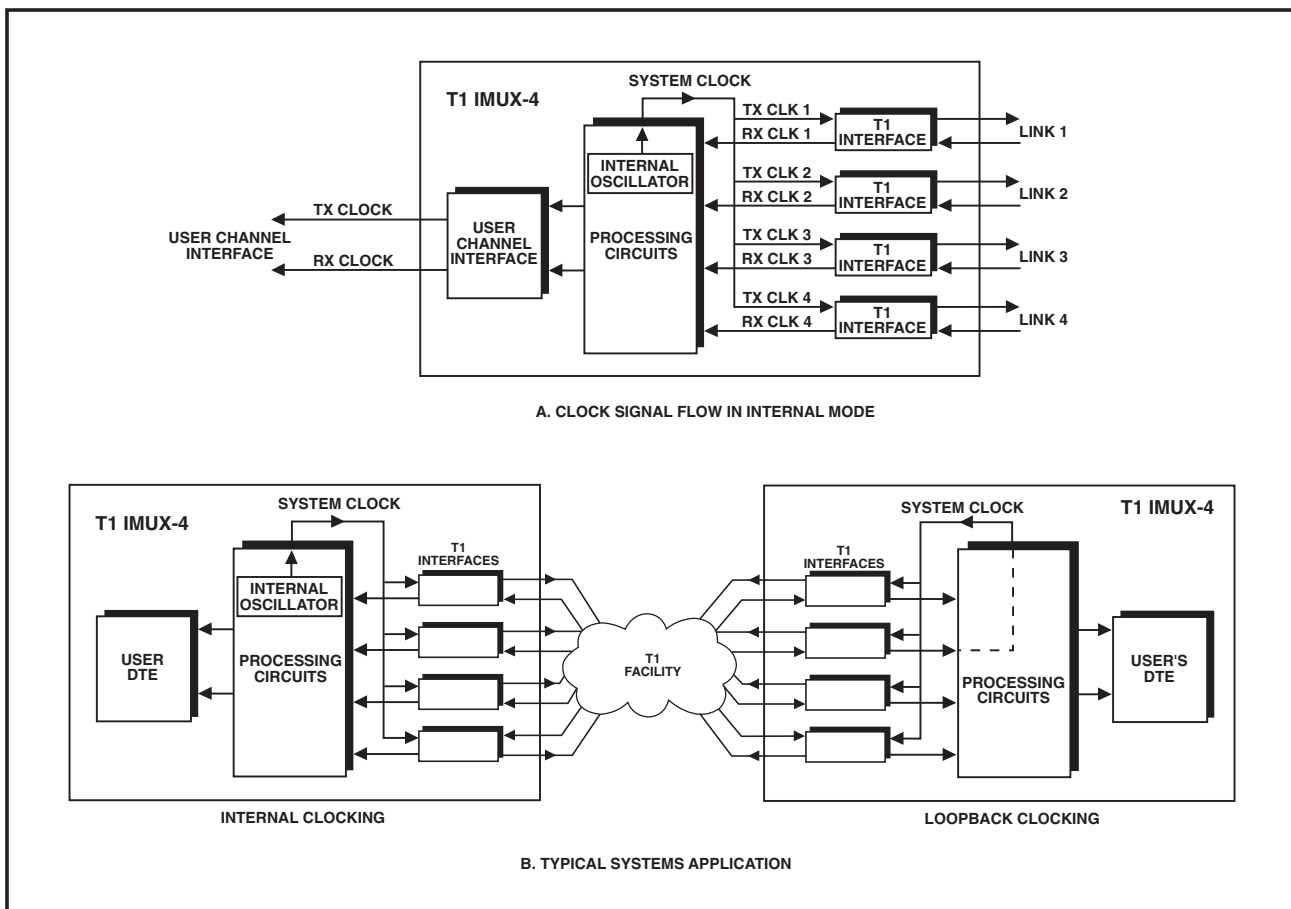 SYSTEM CLOCK
T1 IMUX-4
TX CLK 1
RX CLK 1
T1
INTERFACE
LINK 1
INTERNAL
OSCILLATOR
TX CLK 2
RX CLK 2
T1
INTERFACE
LINK 2
TX CLOCK
USER CHANNEL
INTERFACE
RX CLOCK
USER
CHANNEL
INTERFACE
PROCESSING
CIRCUITS
TX CLK 3
RX CLK 3
T1
INTERFACE
LINK 3
TX CLK 4
RX CLK 4
T1
INTERFACE
LINK 4
A. CLOCK SIGNAL FLOW IN INTERNAL MODE
T1 IMUX-4
SYSTEM CLOCK
T1
INTERFACES
INTERNAL
OSCILLATOR
USER
DTE
PROCESSING
CIRCUITS
INTERNAL CLOCKING
T1
FACILITY
SYSTEM CLOCK
T1 IMUX-4
T1
INTERFACES
PROCESSING
CIRCUITS
USER'S
DTE
LOOPBACK CLOCKING
B. TYPICAL SYSTEMS APPLICATION